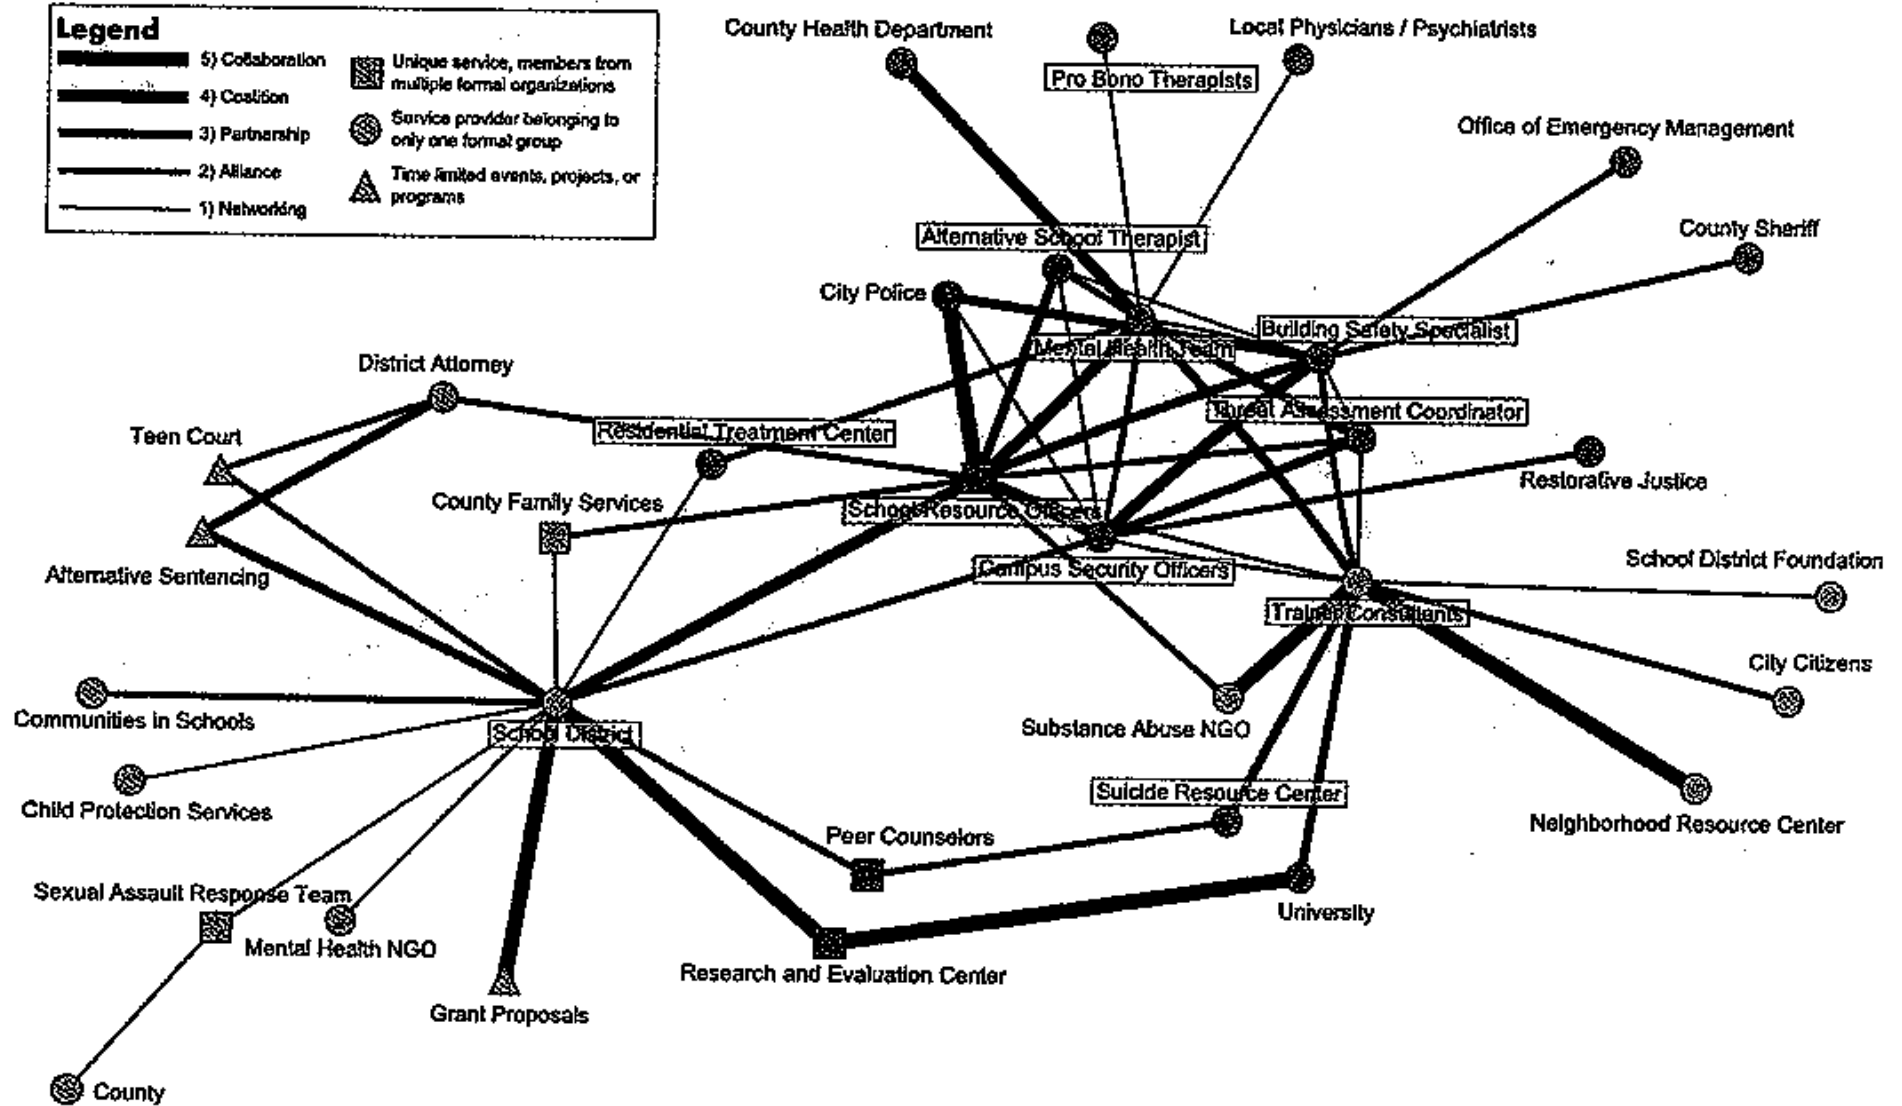 Legend
5) Collaboration
4) Coalition
3) Partnership
2) Alliance
1) Networking
Unique service, members from
multiple formal organizations
Service provider belonging to
only one formal group
Time limited events, projects, or
programs
County Health Department
Pro Bono Therapists
Local Physicians / Psychiatrists
Office of Emergency Management
County Sheriff
Alternative School Therapist
City Police
Building Safety Specialist
Mental Health Team
District Attorney
Threat Assessment Coordinator
Teen Court
Residential Treatment Center
Restorative Justice
County Family Services
School Resource Officers
Alternative Sentencing
Campus Security Officers
School District Foundation
Trainer Consultants
City Citizens
Communities in Schools
School District
Substance Abuse NGO
Child Protection Services
Suicide Resource Center
Peer Counselors
Neighborhood Resource Center
Sexual Assault Response Team
Mental Health NGO
University
Research and Evaluation Center
Grant Proposals
County